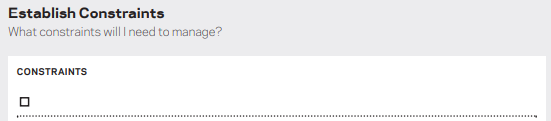 Establish Constraints
What constraints will I need to manage?
CONSTRAINTS